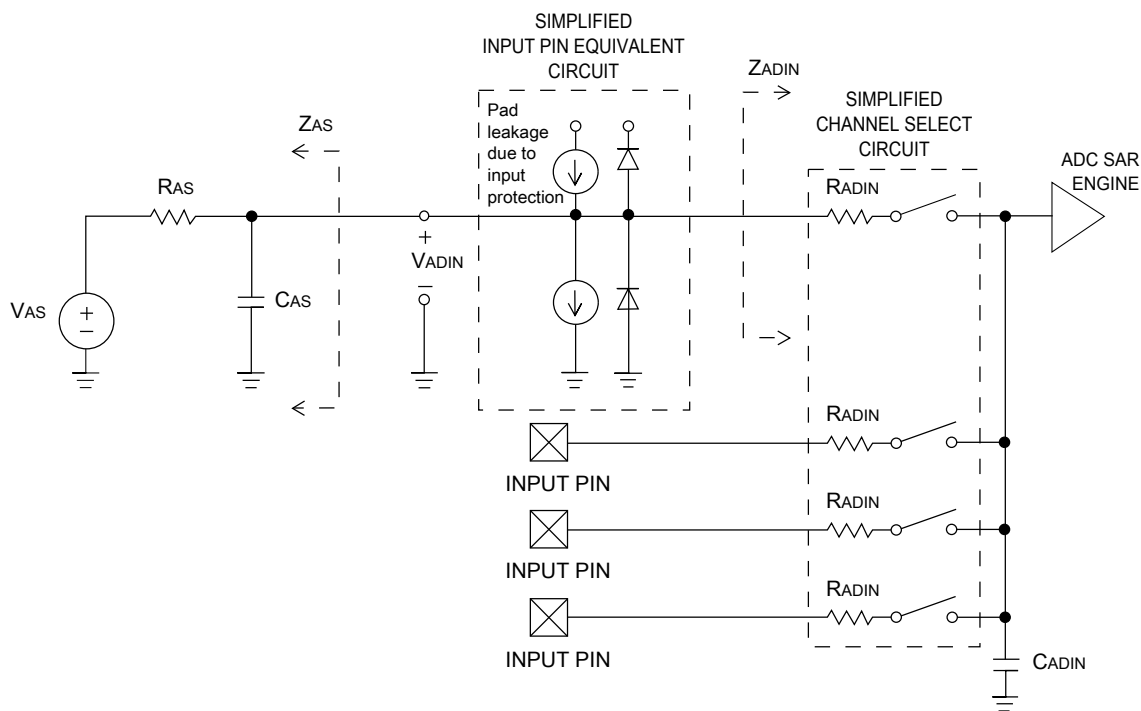 SIMPLIFIED
INPUT PIN EQUIVALENT
CIRCUIT
ZADIN
SIMPLIFIED
CHANNEL SELECT
CIRCUIT
Pad
leakage
due to
input
protection
ZAS
ADC SAR
ENGINE
RAS
RADIN
+
VADIN
–
VAS
+
–
CAS
RADIN
INPUT PIN
RADIN
INPUT PIN
RADIN
INPUT PIN
CADIN